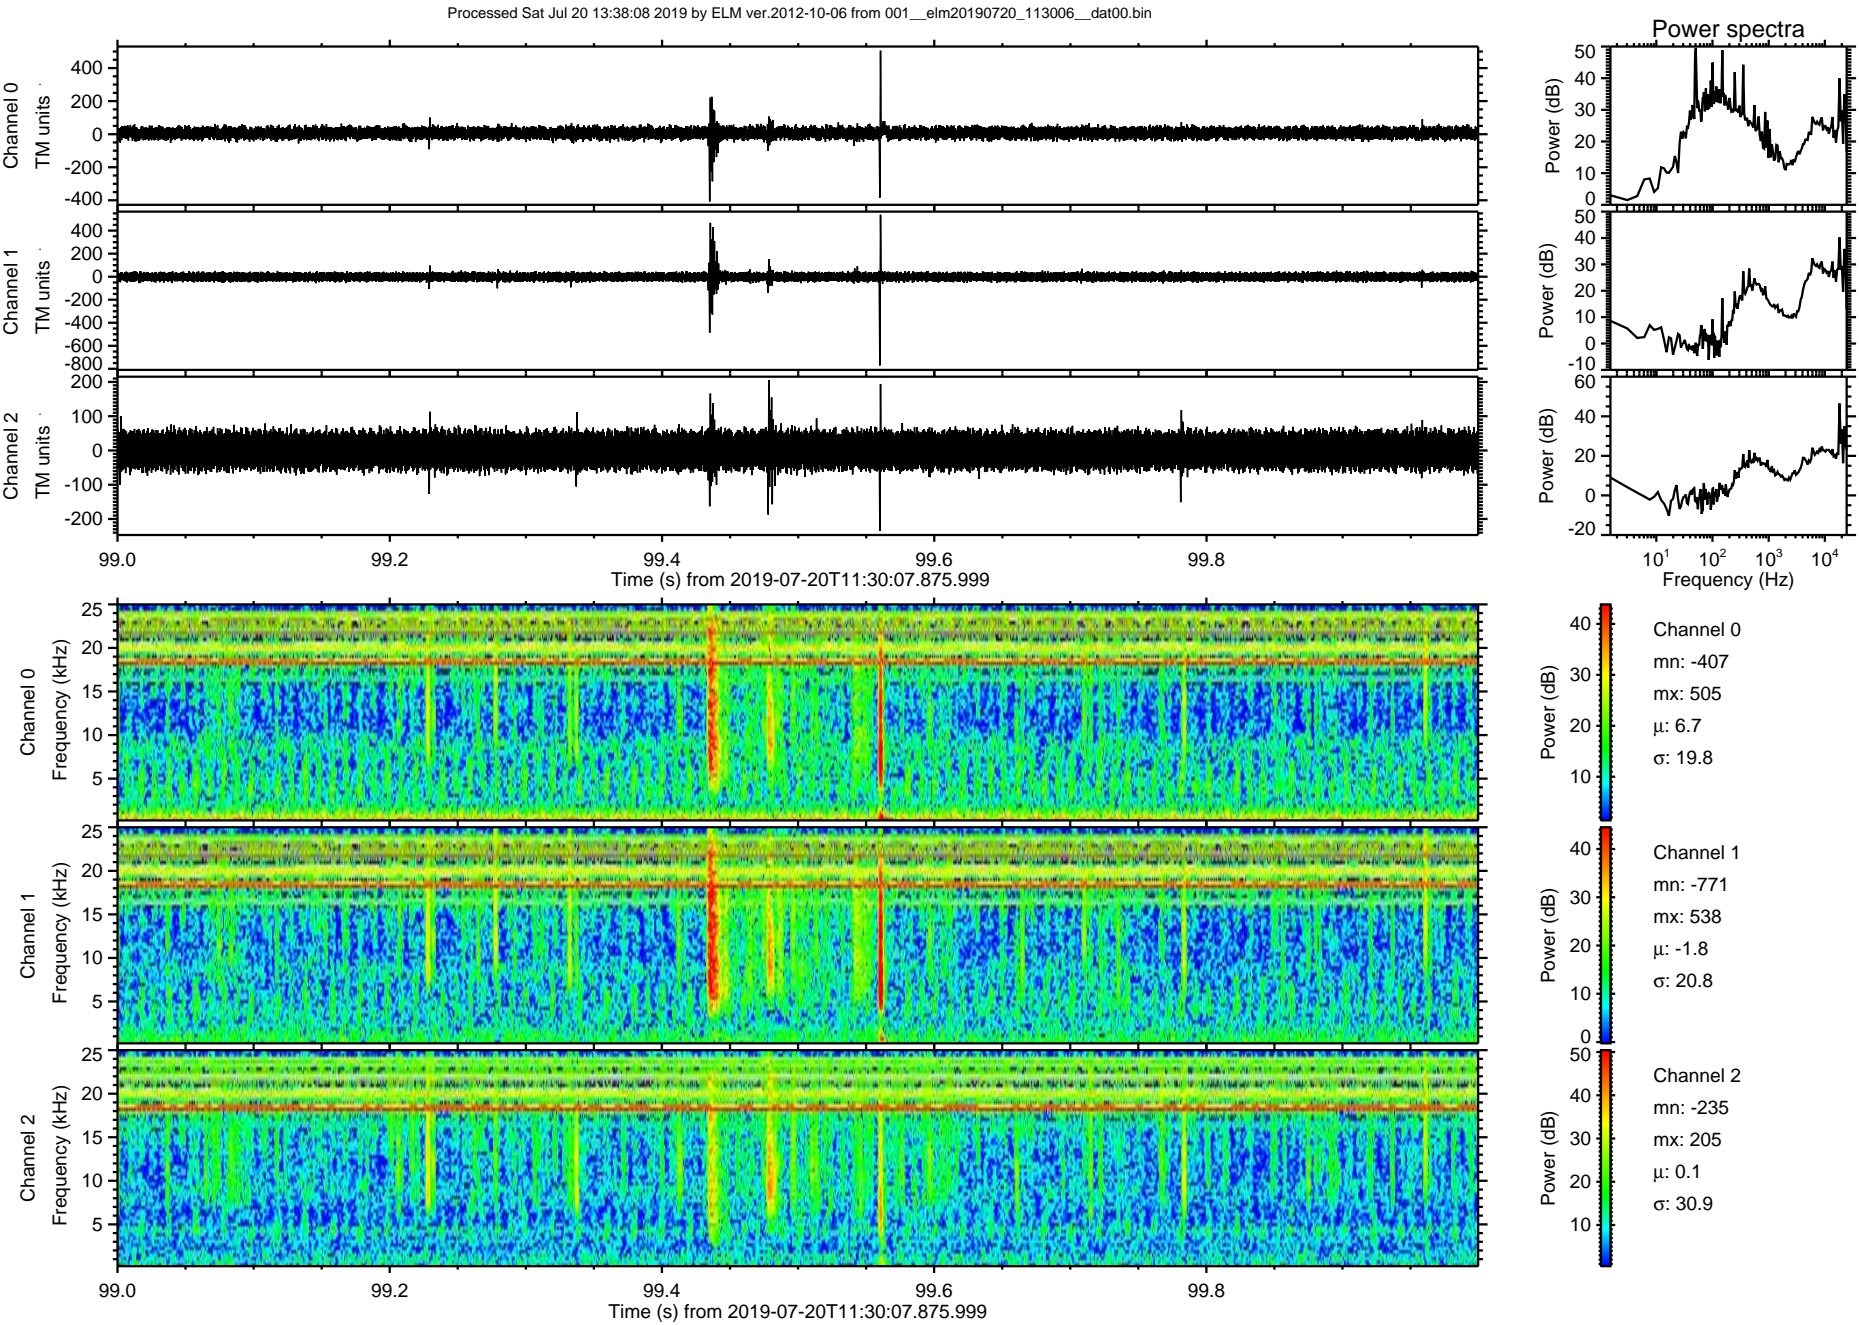 Processed Sat Jul 20 13:38:08 2019 by ELM ver.2012-10-06 from 001__elm20190720_113006__dat00.bin
Power spectra
Channel 0
TM units
400
200
0
-200
-400
Power (dB)
50
40
30
20
10
0
Channel 1
TM units
400
200
0
-200
-400
-600
-800
Power (dB)
50
40
30
20
10
0
-10
Channel 2
TM units
200
100
0
-100
-200
Power (dB)
60
40
20
0
-20
99.0 99.2 99.4 99.6 99.8
Time (s) from 2019-07-20T11:30:07.875.999
10^1 10^2 10^3 10^4
Frequency (Hz)
Channel 0
Frequency (kHz)
25
20
15
10
5
Power (dB)
40
30
20
10
Channel 0
mn: -407
mx: 505
μ: 6.7
σ: 19.8
Channel 1
Frequency (kHz)
25
20
15
10
5
Power (dB)
40
30
20
10
0
Channel 1
mn: -771
mx: 538
μ: -1.8
σ: 20.8
Channel 2
Frequency (kHz)
25
20
15
10
5
Power (dB)
50
40
30
20
10
Channel 2
mn: -235
mx: 205
μ: 0.1
σ: 30.9
99.0 99.2 99.4 99.6 99.8
Time (s) from 2019-07-20T11:30:07.875.999